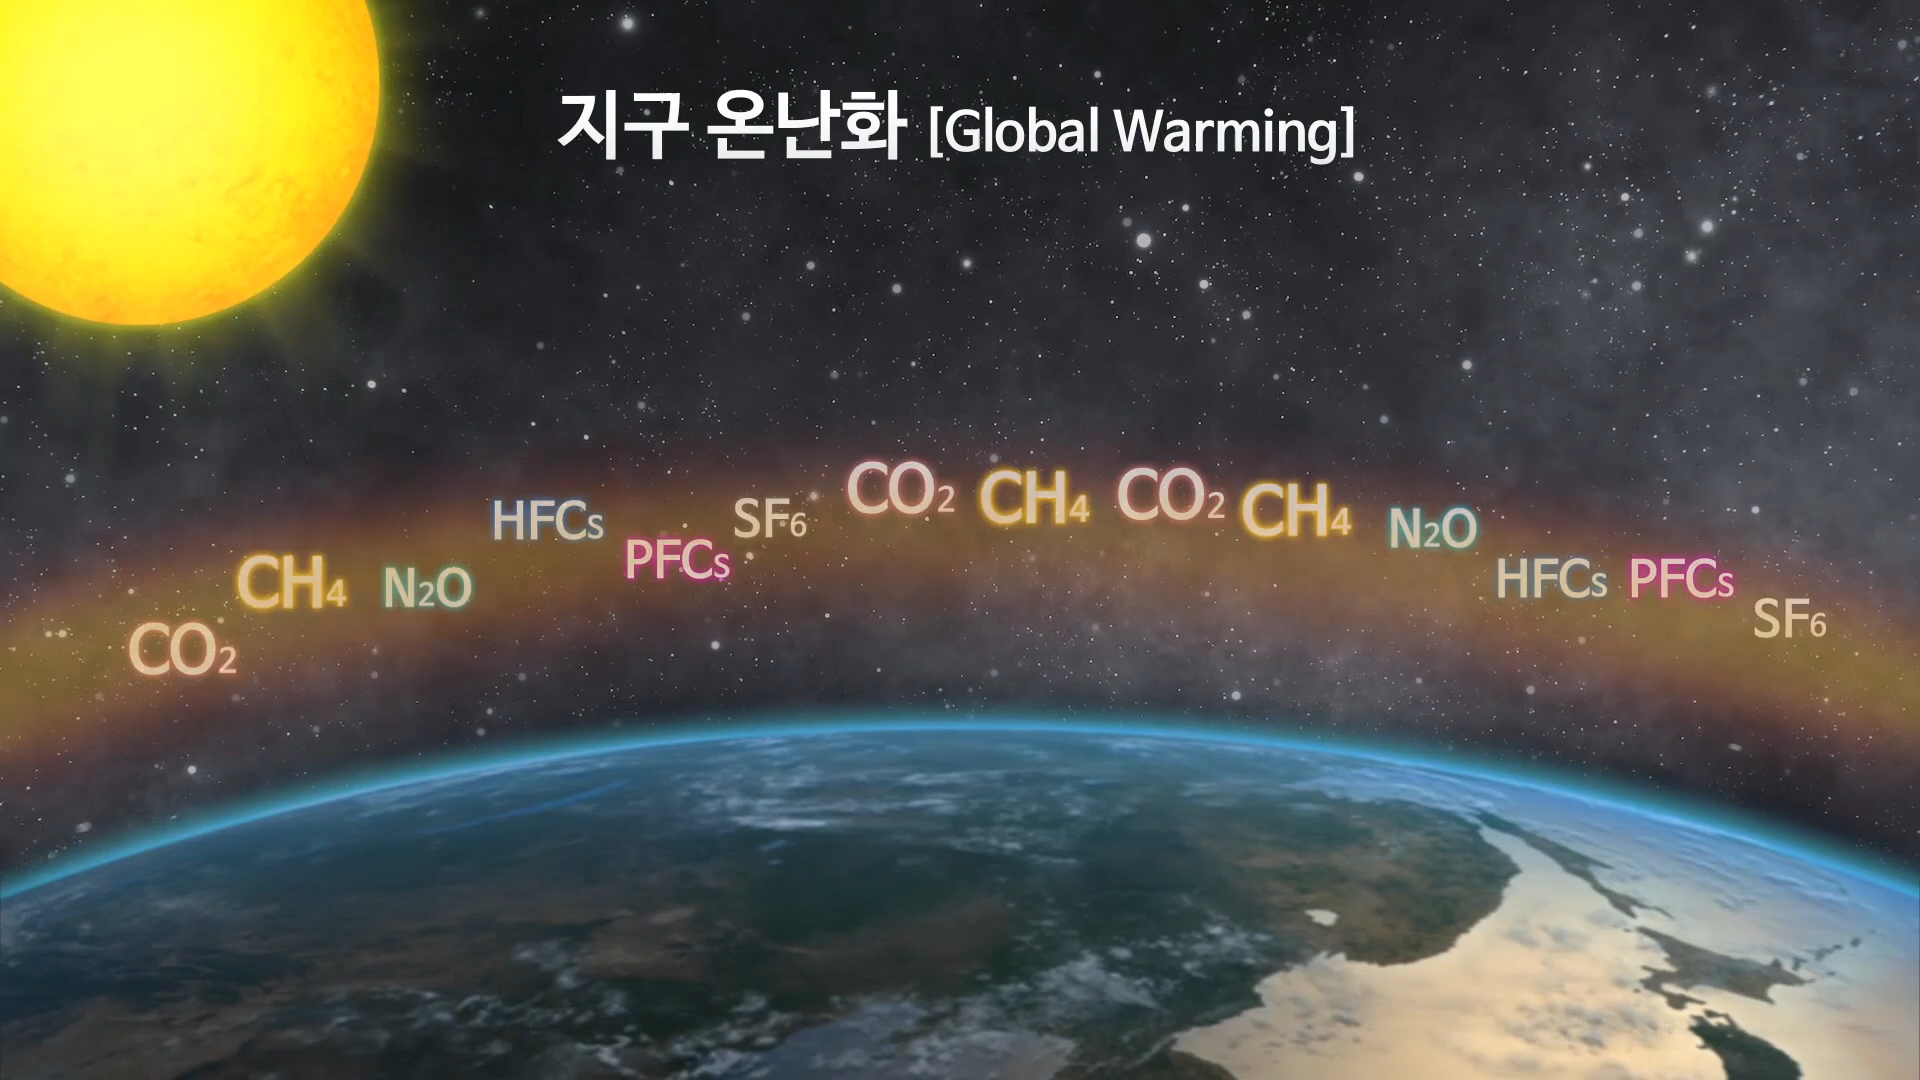 지구 온난화 [Global Warming]
CO2 CH4 N2O HFCs PFCs SF6 CO2 CH4 CO2 CH4 N2O HFCs PFCs SF6